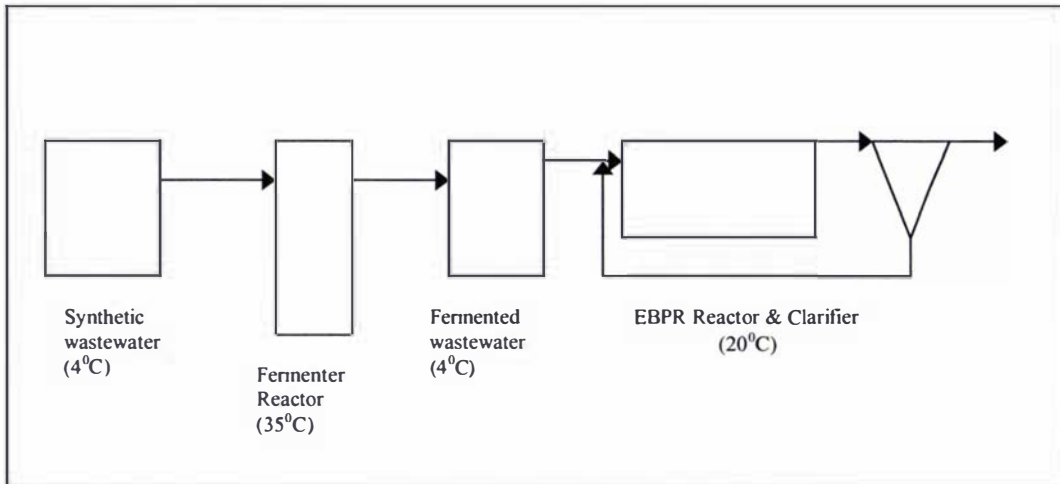 Synthetic
wastewater
(4⁰C)
Fermenter
Reactor
(35⁰C)
Fermented
wastewater
(4⁰C)
EBPR Reactor & Clarifier
(20⁰C)